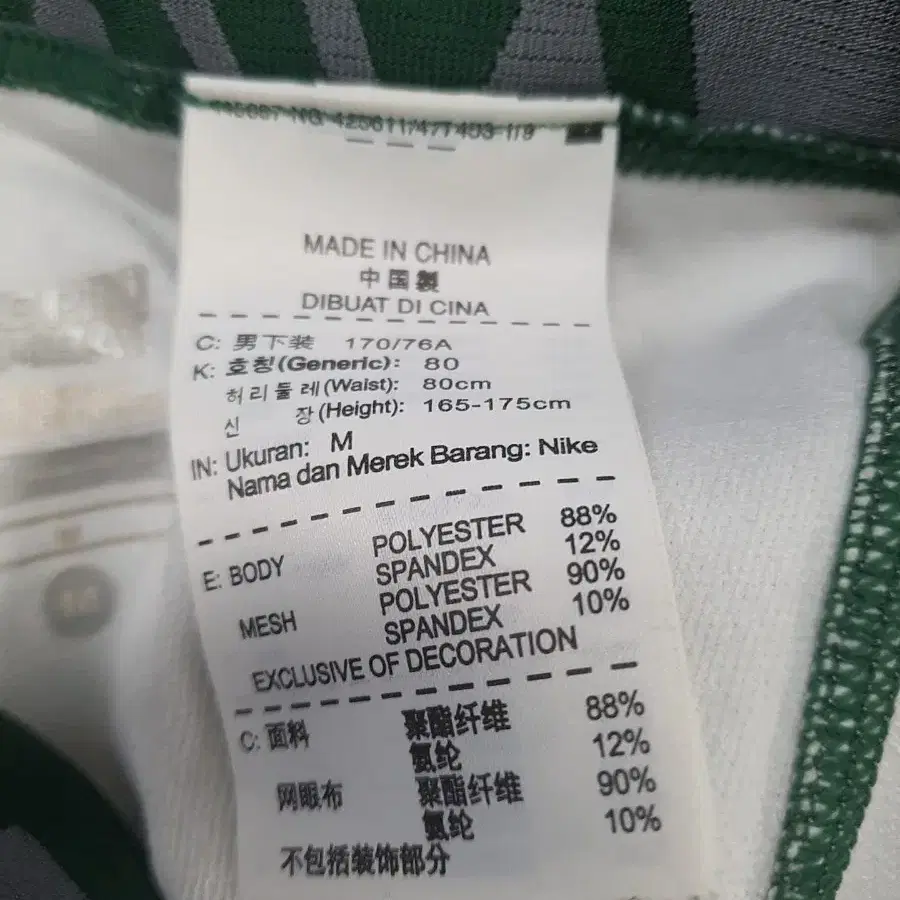 425611/477403 1/9
MADE IN CHINA
中国製
DIBUAT DI CINA
C: 男下装 170/76A
K: 호칭(Generic): 80
허리둘레(Waist): 80cm
신 장(Height): 165-175cm
IN: Ukuran: M
Nama dan Merek Barang: Nike
E: BODY POLYESTER 88%
SPANDEX 12%
MESH POLYESTER 90%
SPANDEX 10%
EXCLUSIVE OF DECORATION
C: 面料 聚酯纤维 88%
氨纶 12%
网眼布 聚酯纤维 90%
氨纶 10%
不包括装饰部分